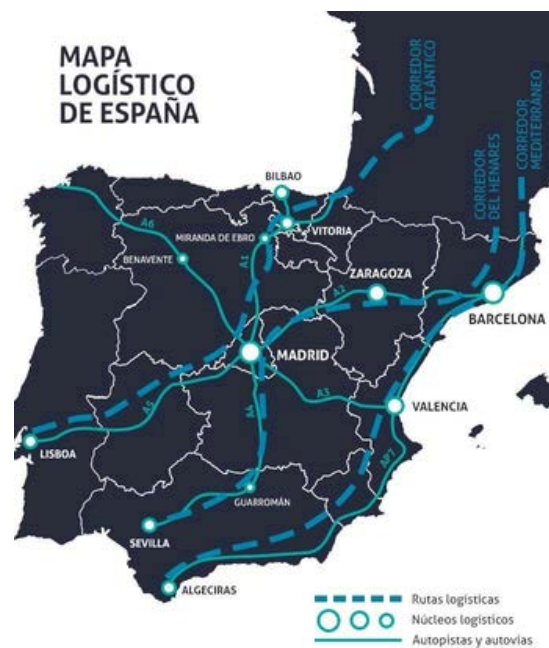 MAPA
LOGÍSTICO
DE ESPAÑA
CORREDOR
ATLÁNTICO
CORREDOR
DEL HENARES
CORREDOR
MEDITERRÁNEO
BILBAO
VITORIA
MIRANDA DE EBRO
A6
BENAVENTE
A1
ZARAGOZA
A2
BARCELONA
MADRID
A5
A4
A3
VALENCIA
LISBOA
AP7
GUARROMÁN
SEVILLA
ALGECIRAS
Rutas logísticas
Núcleos logísticos
Autopistas y autovías